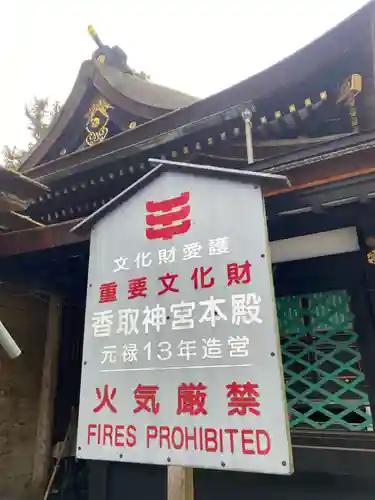 文化財愛護
重要文化財
香取神宮本殿
元禄13年造営
火気厳禁
FIRES PROHIBITED